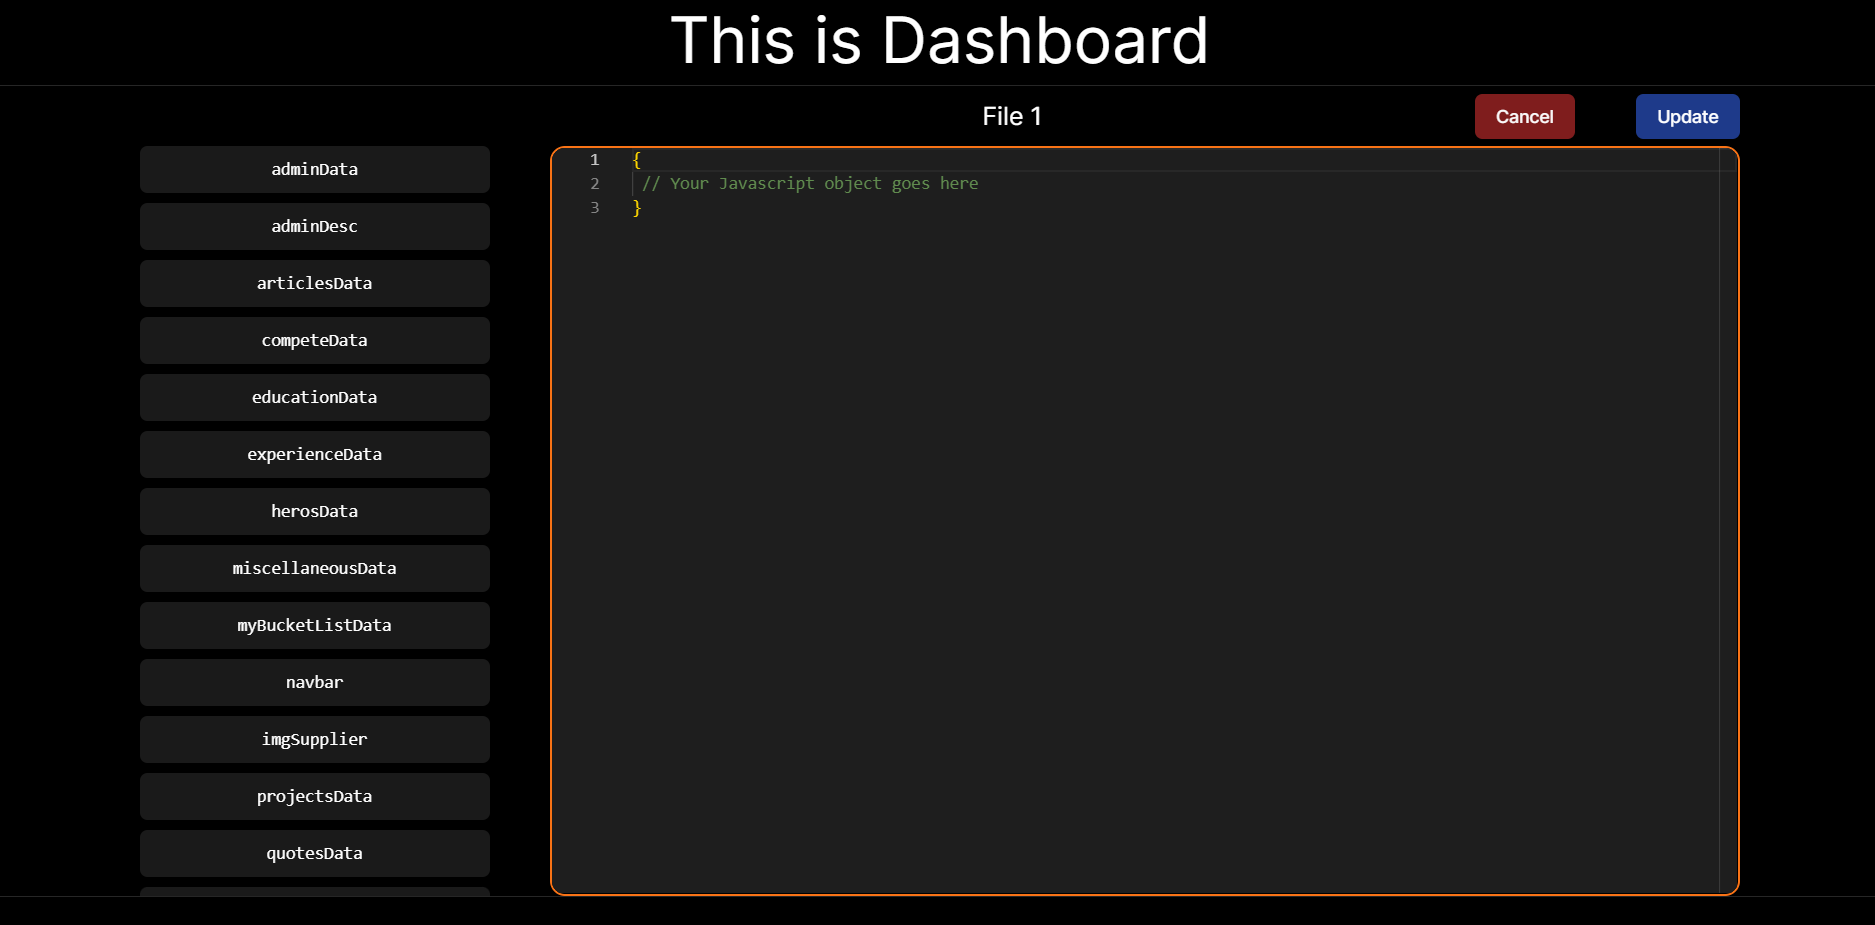 This is Dashboard
File 1
Cancel
Update
adminData
adminDesc
articlesData
competeData
educationData
experienceData
herosData
miscellaneousData
myBucketListData
navbar
imgSupplier
projectsData
quotesData
1 {
2 // Your Javascript object goes here
3 }